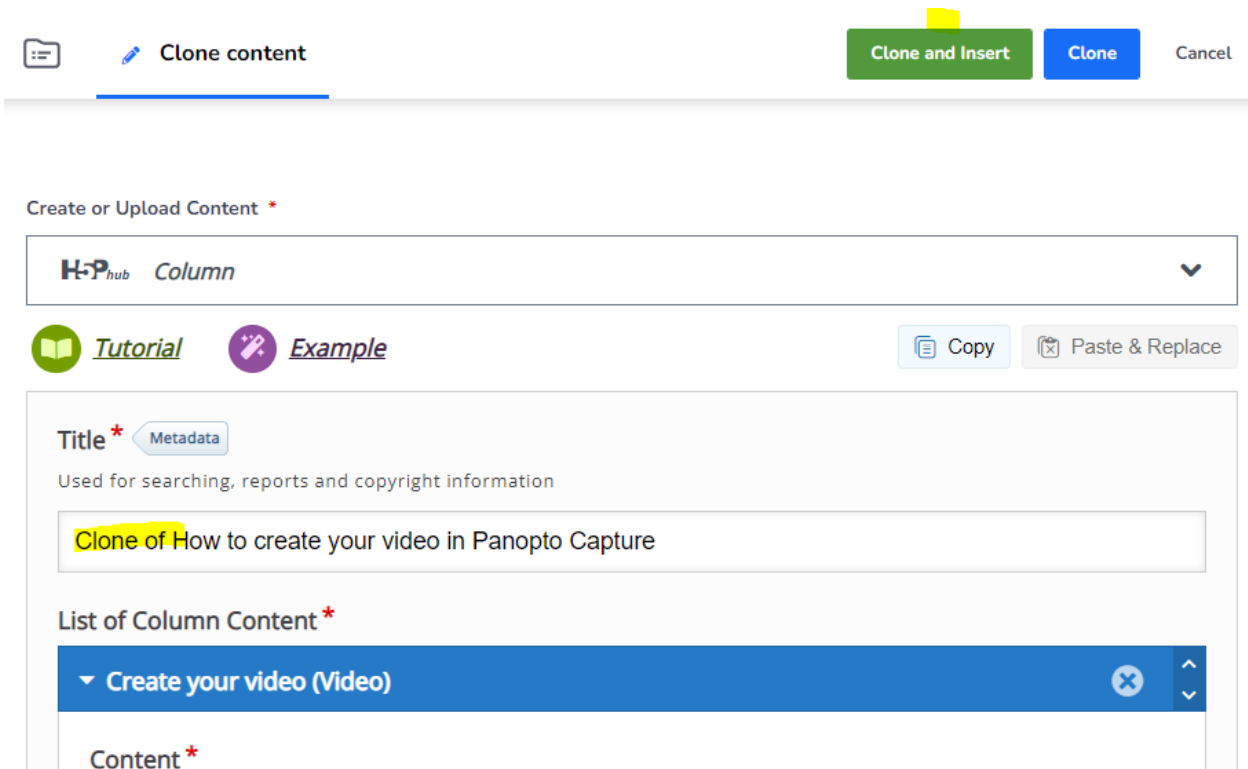 Clone content
Clone and Insert
Clone
Cancel
Create or Upload Content *
H5Phub Column
Tutorial
Example
Copy
Paste & Replace
Title * Metadata
Used for searching, reports and copyright information
Clone of How to create your video in Panopto Capture
List of Column Content *
Create your video (Video)
Content *